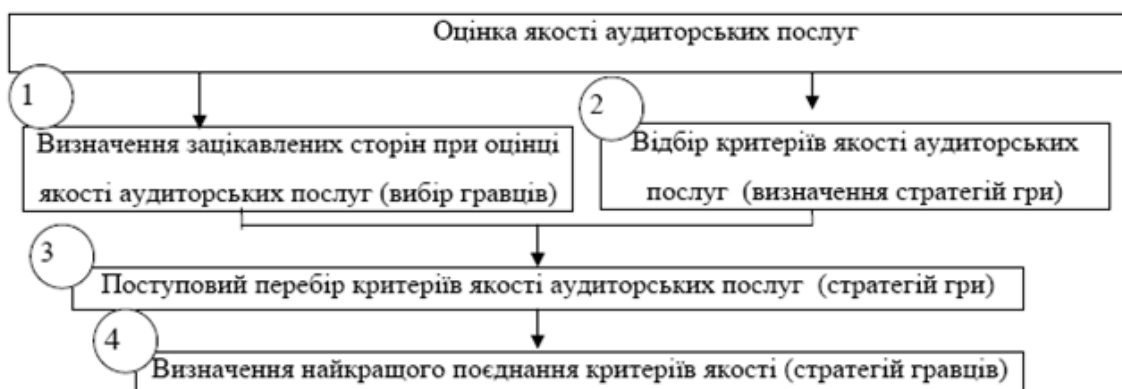 Оцінка якості аудиторських послуг
1
Визначення зацікавлених сторін при оцінці
якості аудиторських послуг (вибір гравців)
2
Відбір критеріїв якості аудиторських
послуг (визначення стратегій гри)
3
Поступовий перебір критеріїв якості аудиторських послуг (стратегій гри)
4
Визначення найкращого поєднання критеріїв якості (стратегій гравців)